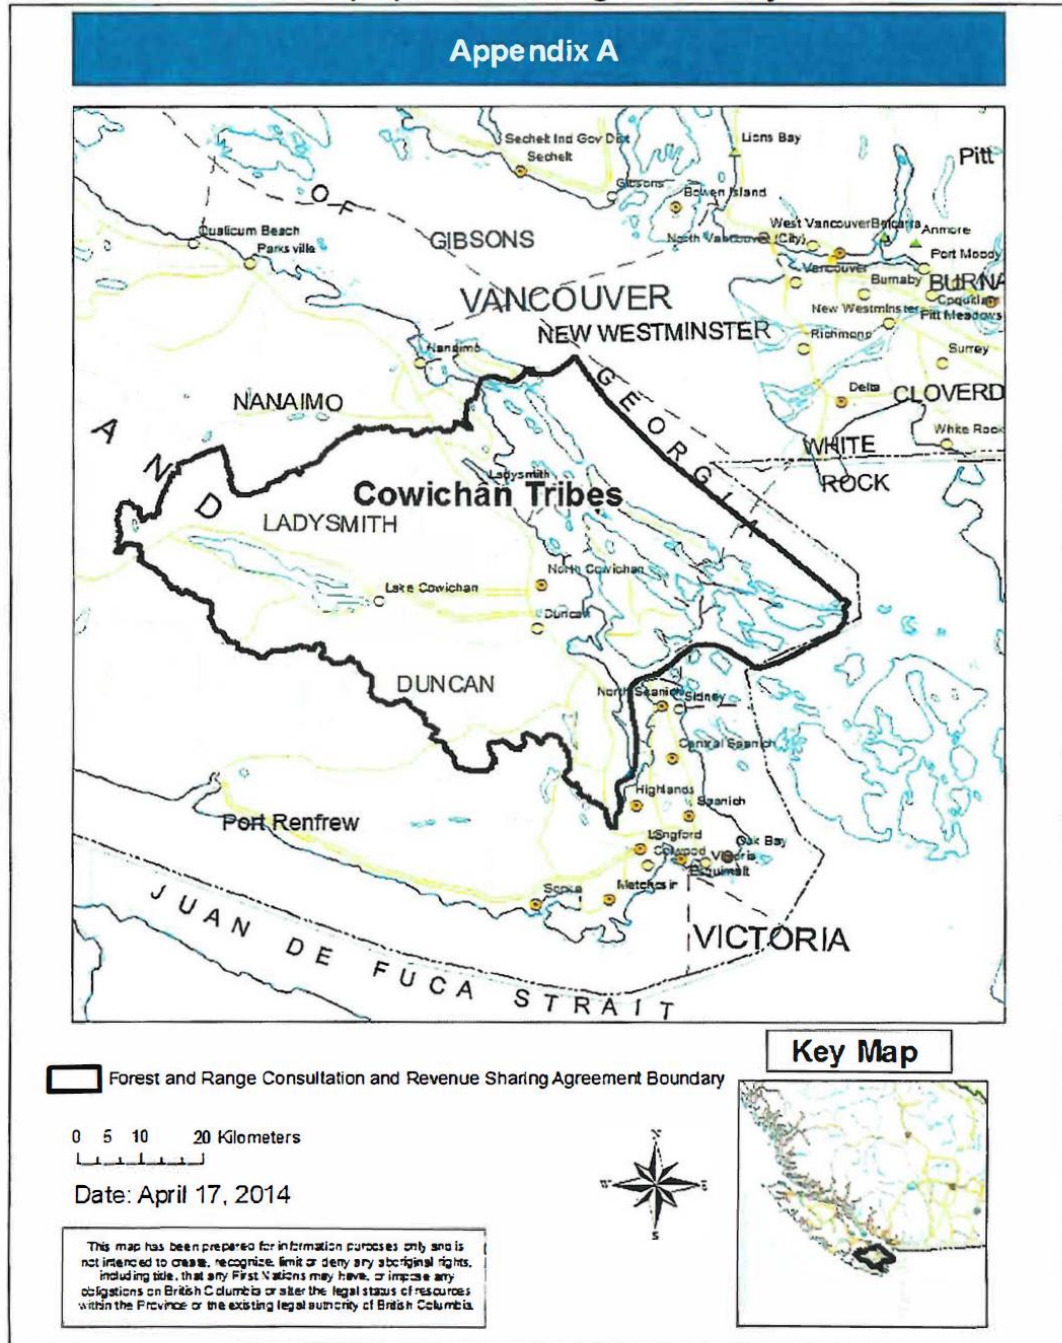 Appendix A
Sechelt Ind Gov Dist
Sechelt
Lions Bay
Pitt
Gibsons
Bowen Island
OF
Qualicum Beach
Parksville
GIBSONS
West Vancouver
Belcarra
Anmore
North Vancouver (City)
Port Moody
Vancouver
Burnaby
BURNA
Coquitlam
VANCOUVER
New Westminster
Pitt Meadows
NEW WESTMINSTER
Richmond
Nanaimo
Surrey
GEORGIA
Delta
CLOVERD
NANAIMO
White Rock
WHITE
ROCK
AND
Ladysmith
Cowichan Tribes
LADYSMITH
North Cowichan
Lake Cowichan
Duncan
DUNCAN
North Saanich
Sidney
Central Saanich
Highlands
Saanich
Port Renfrew
Langford
Oak Bay
Colwood
Victoria
Esquimalt
Sooke
Metchosin
VICTORIA
JUAN DE FUCA STRAIT
Key Map
Forest and Range Consultation and Revenue Sharing Agreement Boundary
0 5 10 20 Kilometers
Date: April 17, 2014
N
W E
S
This map has been prepared for information purposes only and is
not intended to create, recognize, limit or deny any aboriginal rights,
including title, that any First Nations may have, or impose any
obligations on British Columbia or alter the legal status of resources
within the Province or the existing legal authority of British Columbia.